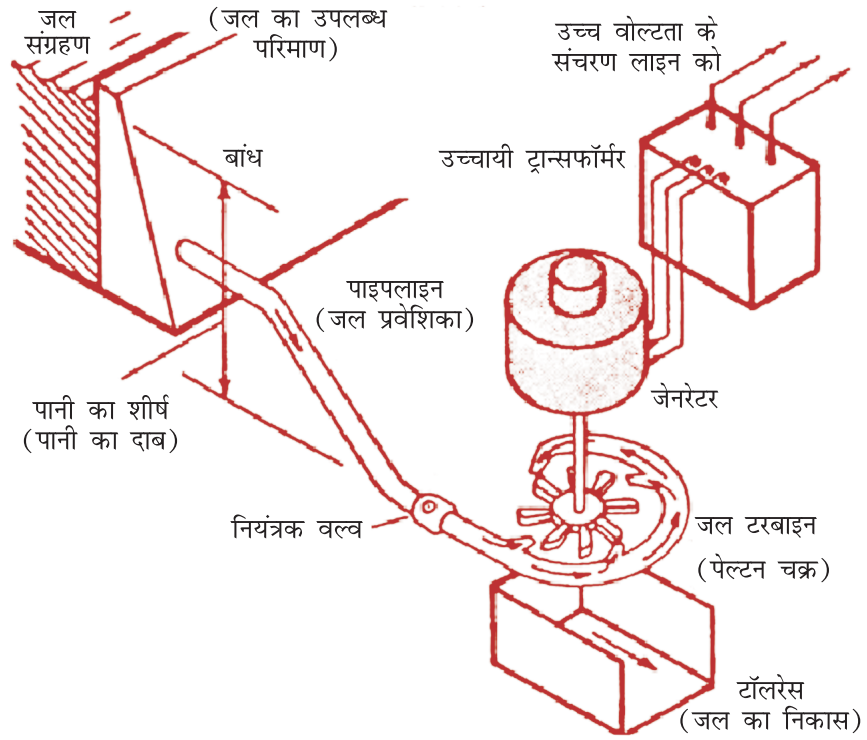 जल
संग्रहण
(जल का उपलब्ध
परिमाण)
उच्च वोल्टता के
संचरण लाइन को
बांध
उच्चायी ट्रान्सफॉर्मर
पाइपलाइन
(जल प्रवेशिका)
पानी का शीर्ष
(पानी का दाब)
जेनरेटर
नियंत्रक वल्व
जल टरबाइन
(पेल्टन चक्र)
टॉलरेस
(जल का निकास)